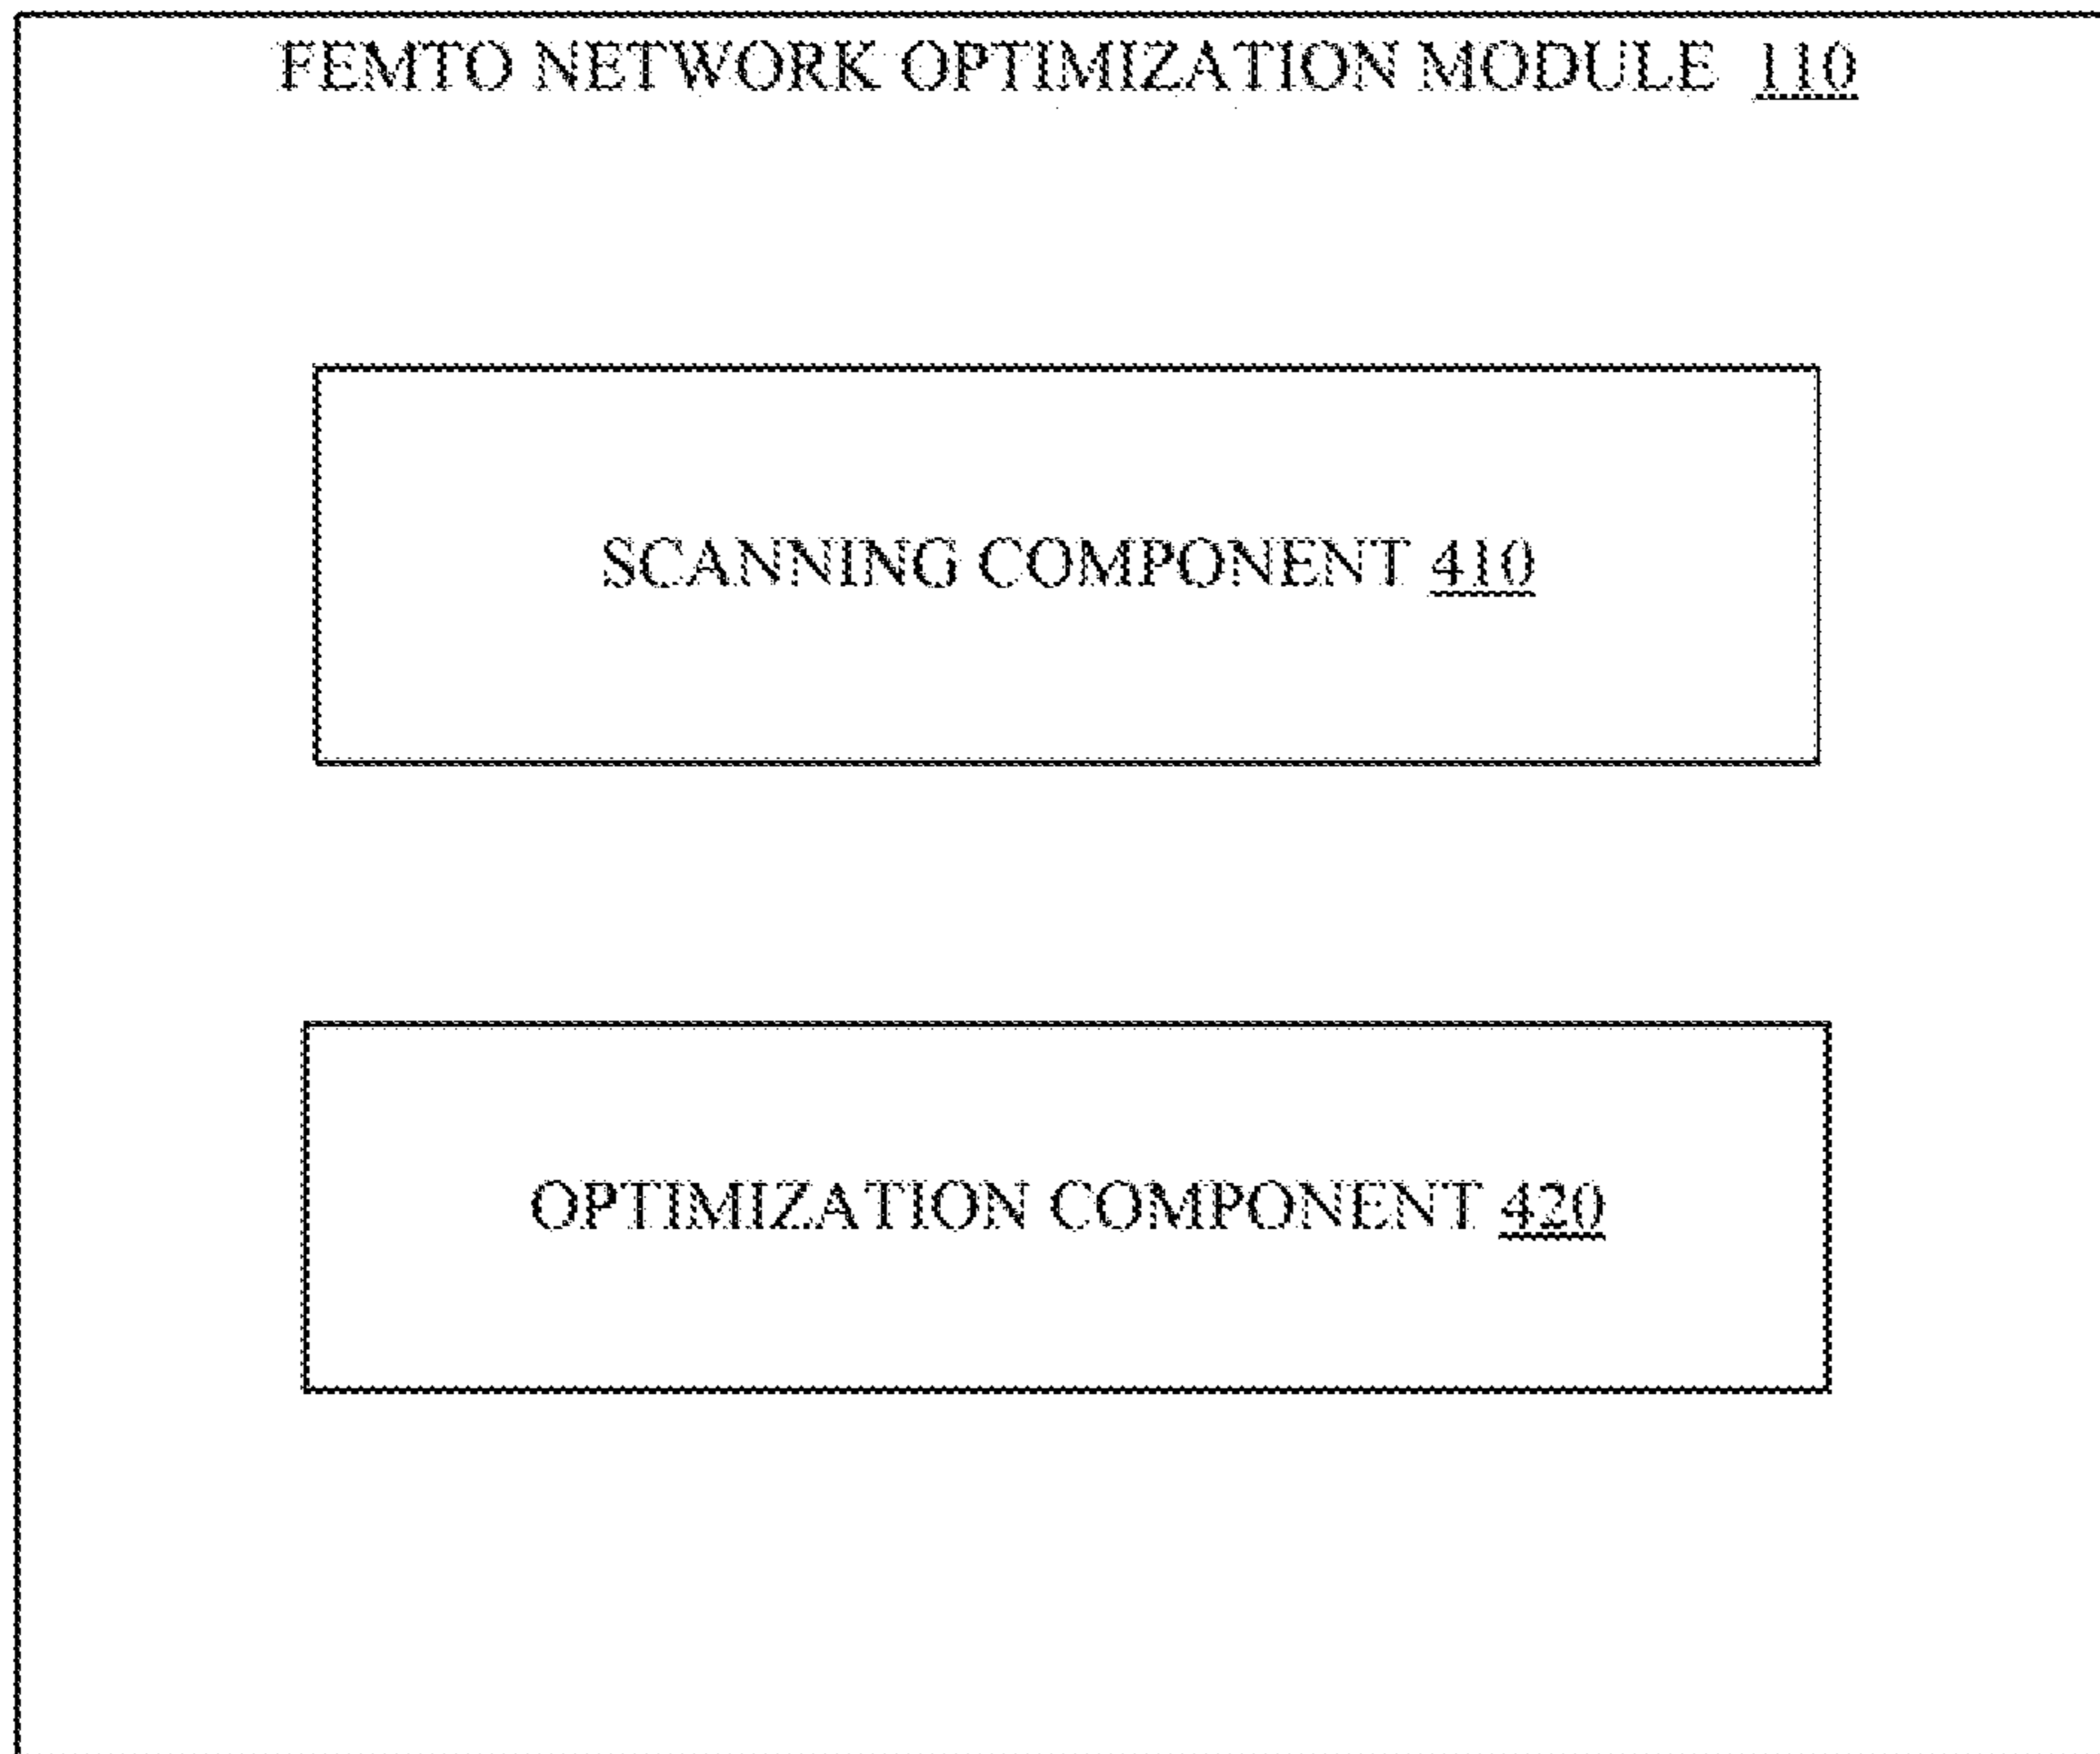 FEMTO NETWORK OPTIMIZATION MODULE 110
SCANNING COMPONENT 410
OPTIMIZATION COMPONENT 420